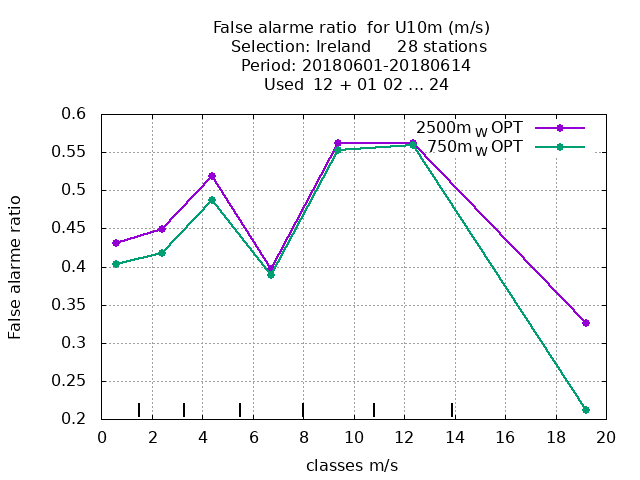 False alarme ratio  for U10m (m/s)
Selection: Ireland     28 stations
Period: 20180601-20180614
Used  12 + 01 02 ... 24
2500m W OPT
750m W OPT
False alarme ratio
0.6
0.55
0.5
0.45
0.4
0.35
0.3
0.25
0.2
0 2 4 6 8 10 12 14 16 18 20
classes m/s